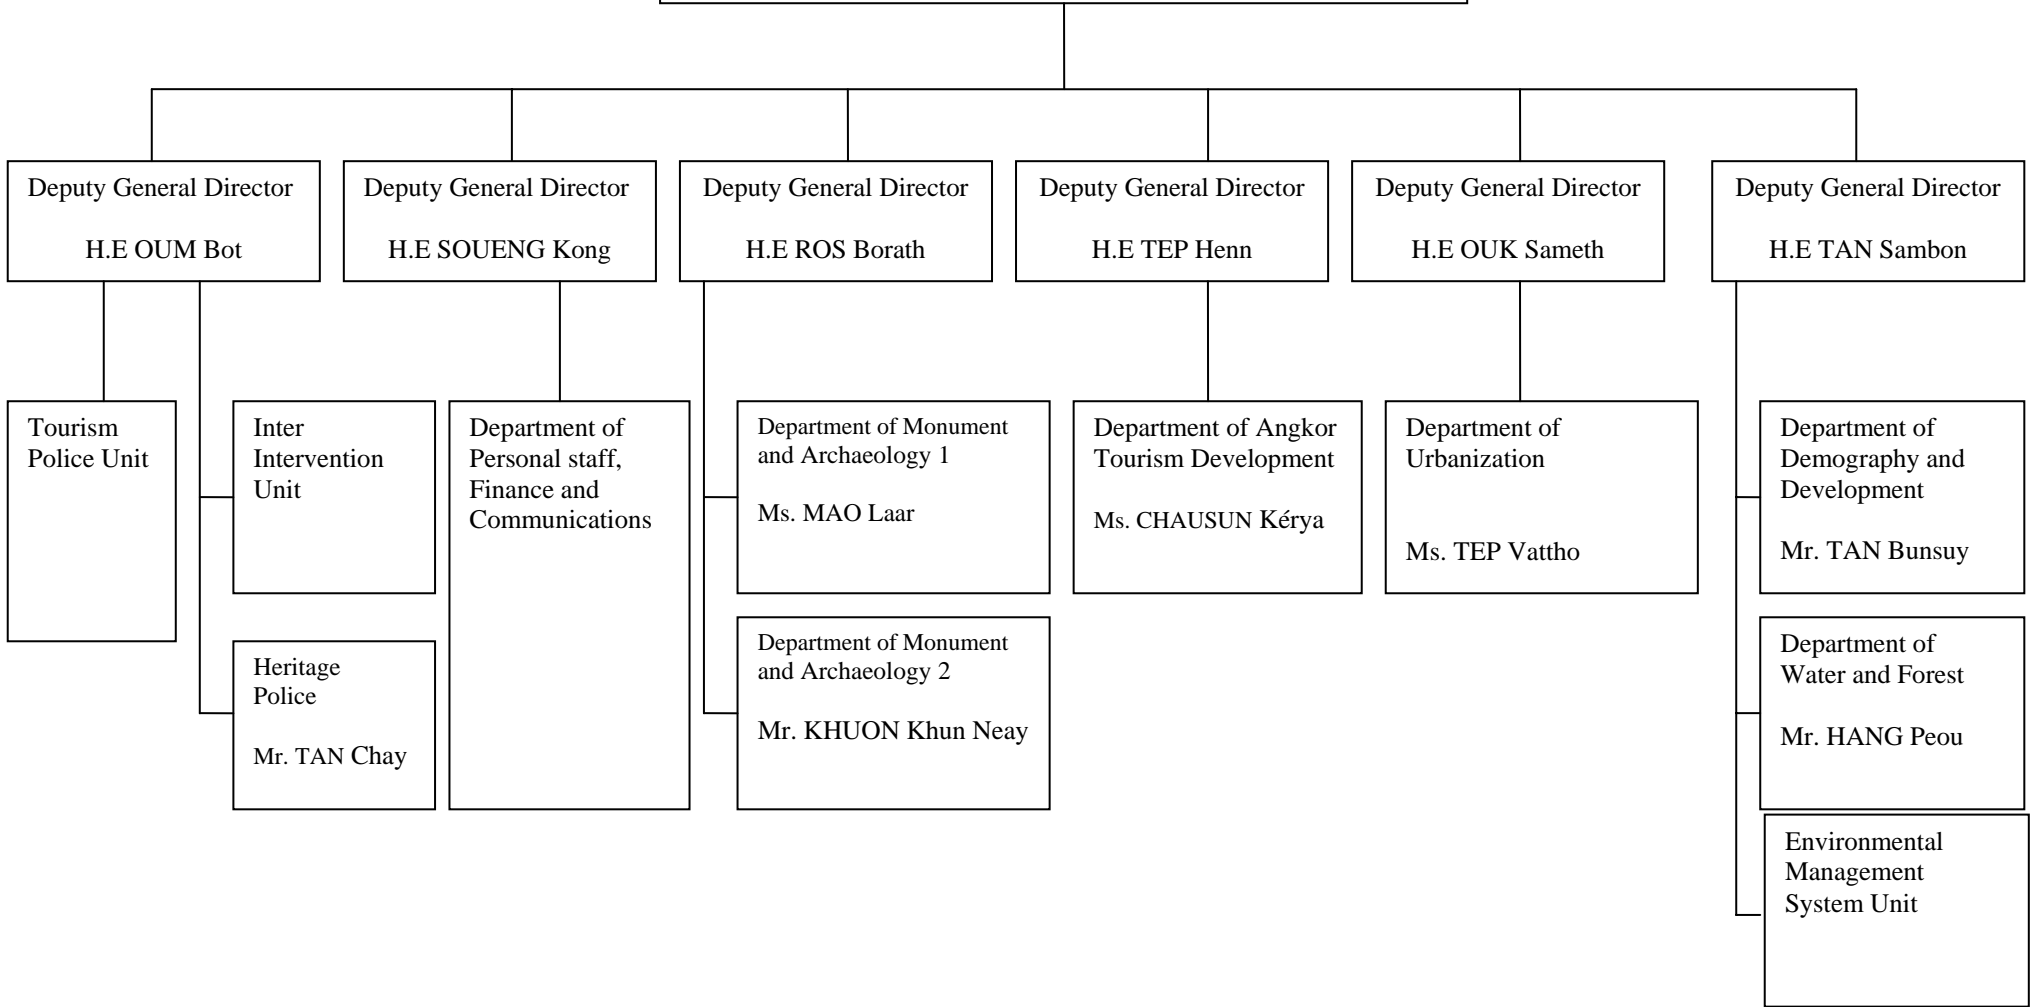 Deputy General Director
H.E OUM Bot
Deputy General Director
H.E SOUENG Kong
Deputy General Director
H.E ROS Borath
Deputy General Director
H.E TEP Henn
Deputy General Director
H.E OUK Sameth
Deputy General Director
H.E TAN Sambon
Tourism
Police Unit
Inter
Intervention
Unit
Heritage
Police
Mr. TAN Chay
Department of
Personal staff,
Finance and
Communications
Department of Monument
and Archaeology 1
Ms. MAO Laar
Department of Monument
and Archaeology 2
Mr. KHUON Khun Neay
Department of Angkor
Tourism Development
Ms. CHAUSUN Kérya
Department of
Urbanization
Ms. TEP Vattho
Department of
Demography and
Development
Mr. TAN Bunsuy
Department of
Water and Forest
Mr. HANG Peou
Environmental
Management
System Unit